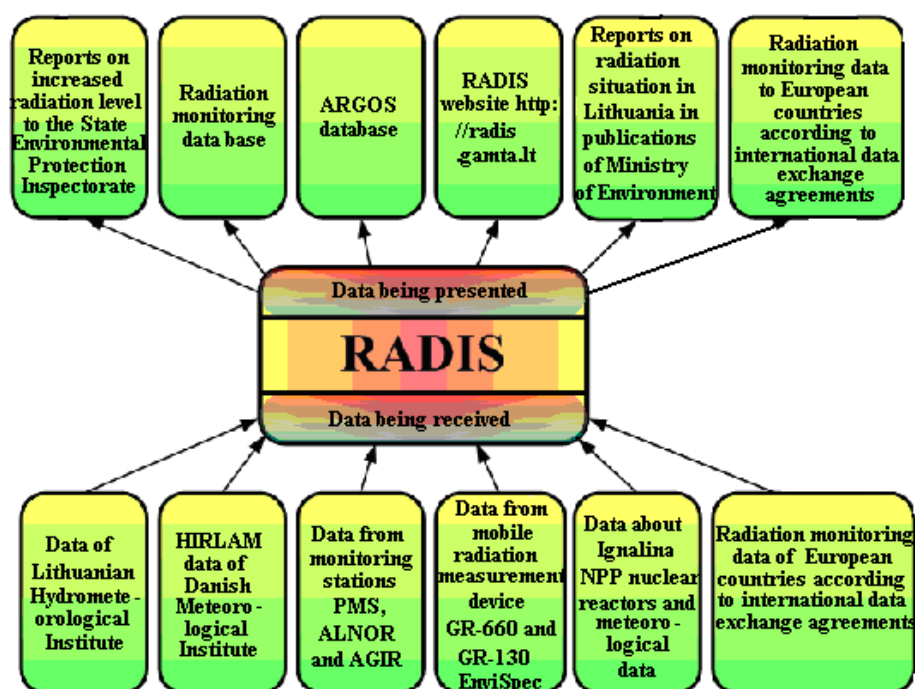 Reports on
increased
radiation level
to the State
Environmental
Protection
Inspectorate
Radiation
monitoring
data base
ARGOS
database
RADIS
website http:
//radis
.gamta.lt
Reports on
radiation
situation in
Lithuania in
publications
of Ministry
of Environment
Radiation
monitoring data
to European
countries
according to
international data
exchange
agreements
Data being presented
RADIS
Data being received
Data of
Lithuanian
Hydromete -
orological
Institute
HIRLAM
data of
Danish
Meteoro -
logical
Institute
Data from
monitoring
stations
PMS,
ALNOR
and AGIR
Data from
mobile
radiation
measurement
device
GR-660 and
GR-130
EnviSpec
Data about
Ignalina
NPP nuclear
reactors and
meteoro -
logical
data
Radiation monitoring
data of European
countries according
to international data
exchange agreements